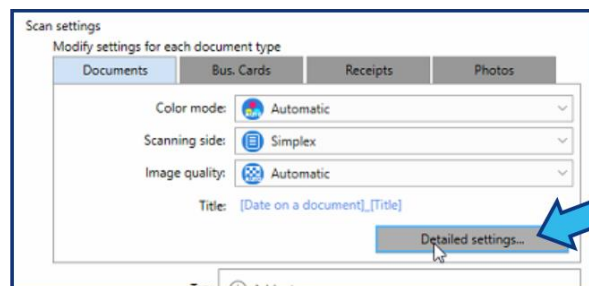 Scan settings
Modify settings for each document type
Documents Bus. Cards Receipts Photos
Color mode: Automatic
Scanning side: Simplex
Image quality: Automatic
Title: [Date on a document]_[Title]
Detailed settings...